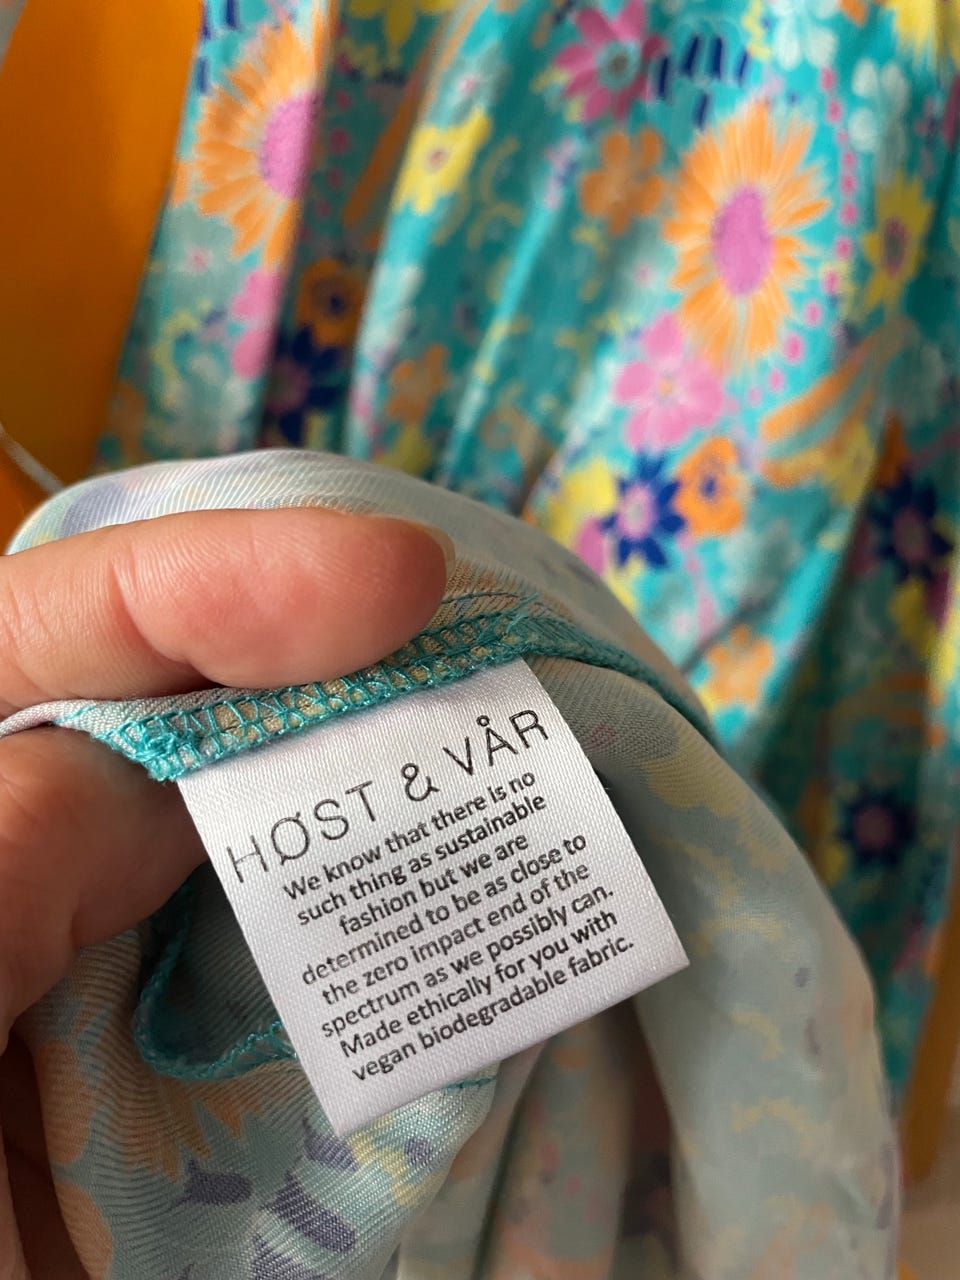 HØST & VÅR
We know that there is no
such thing as sustainable
fashion but we are
determined to be as close to
the zero impact end of the
spectrum as we possibly can.
Made ethically for you with
vegan biodegradable fabric.